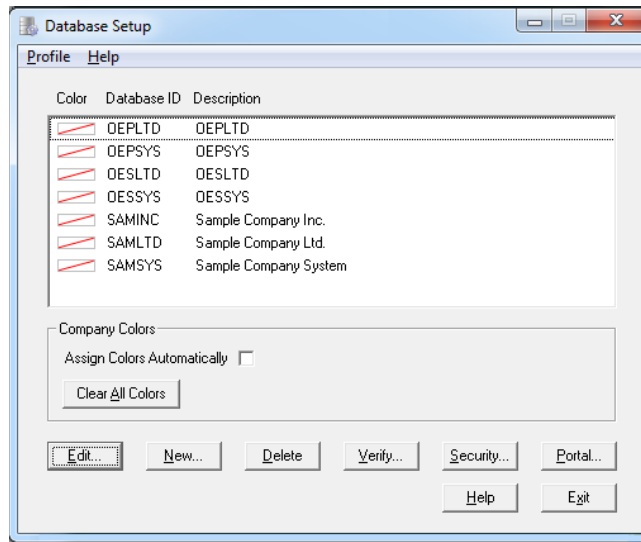 Database Setup
Profile Help
Color Database ID Description
OEPLTD OEPLTD
OEPSYS OEPSYS
OESLTD OESLTD
OESSYS OESSYS
SAMINC Sample Company Inc.
SAMLTD Sample Company Ltd.
SAMSYS Sample Company System
Company Colors
Assign Colors Automatically
Clear All Colors
Edit... New... Delete Verify... Security... Portal...
Help Exit